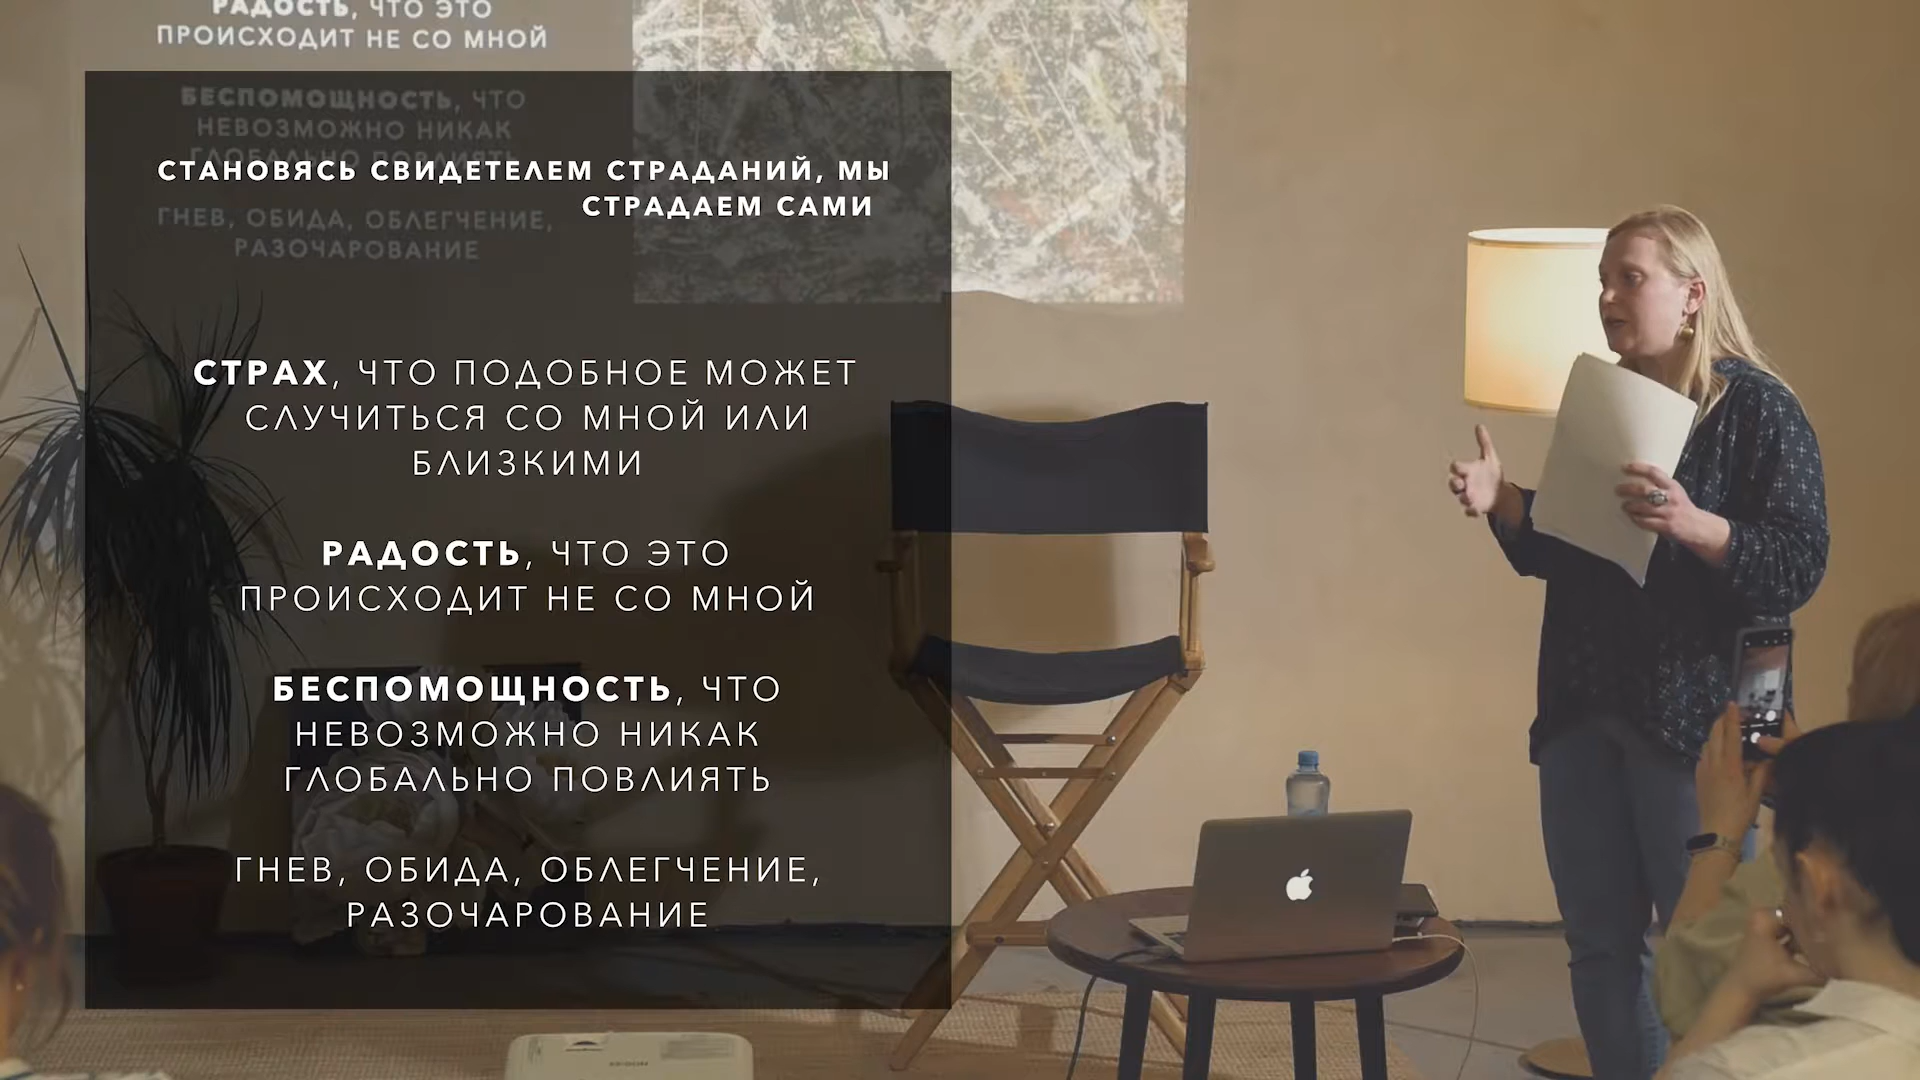 РАДОСТЬ, ЧТО ЭТО
ПРОИСХОДИТ НЕ СО МНОЙ
БЕСПОМОЩНОСТЬ, ЧТО
НЕВОЗМОЖНО НИКАК
ГЛОБАЛЬНО ПОВЛИЯТЬ
ГНЕВ, ОБИДА, ОБЛЕГЧЕНИЕ,
РАЗОЧАРОВАНИЕ
СТАНОВЯСЬ СВИДЕТЕЛЕМ СТРАДАНИЙ, МЫ
СТРАДАЕМ САМИ
СТРАХ, ЧТО ПОДОБНОЕ МОЖЕТ
СЛУЧИТЬСЯ СО МНОЙ ИЛИ
БЛИЗКИМИ
РАДОСТЬ, ЧТО ЭТО
ПРОИСХОДИТ НЕ СО МНОЙ
БЕСПОМОЩНОСТЬ, ЧТО
НЕВОЗМОЖНО НИКАК
ГЛОБАЛЬНО ПОВЛИЯТЬ
ГНЕВ, ОБИДА, ОБЛЕГЧЕНИЕ,
РАЗОЧАРОВАНИЕ